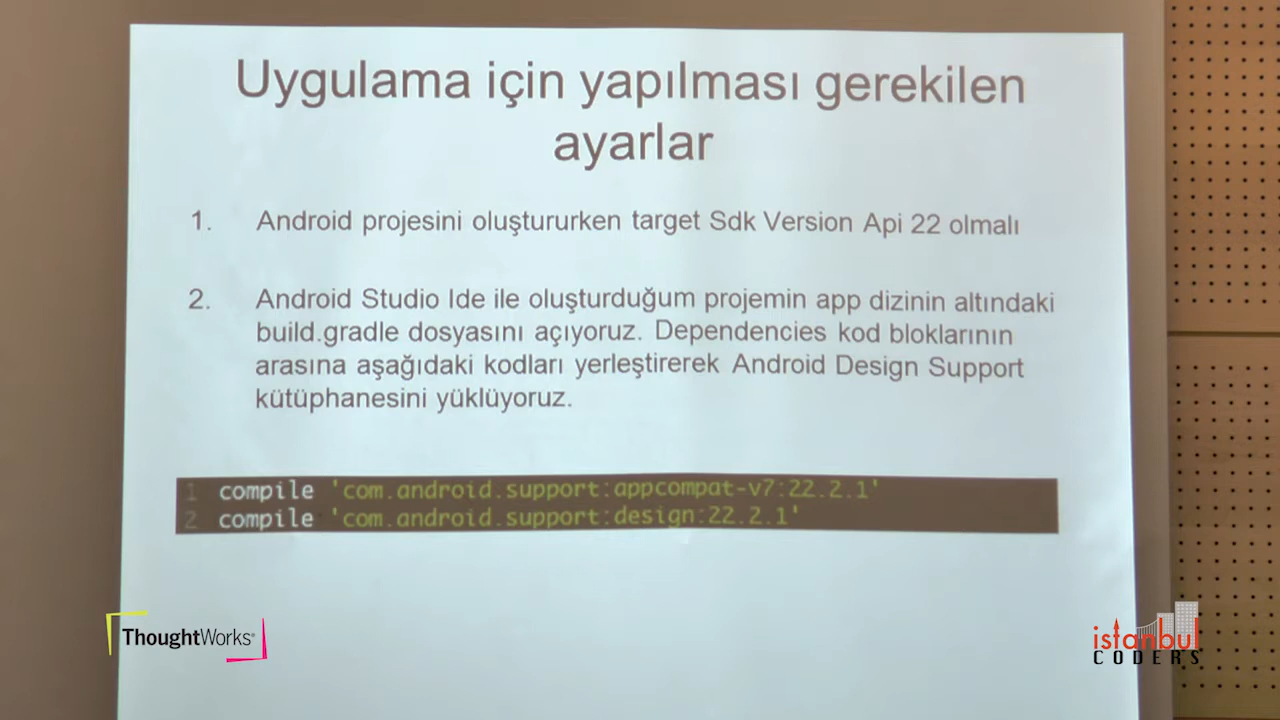 Uygulama için yapılması gerekilen
ayarlar
1. Android projesini oluştururken target Sdk Version Api 22 olmalı
2. Android Studio Ide ile oluşturduğum projemin app dizinin altındaki
build.gradle dosyasını açıyoruz. Dependencies kod bloklarının
arasına aşağıdaki kodları yerleştirerek Android Design Support
kütüphanesini yüklüyoruz.
1 compile 'com.android.support:appcompat-v7:22.2.1'
2 compile 'com.android.support:design:22.2.1'
ThoughtWorks®
istanbul
CODERS